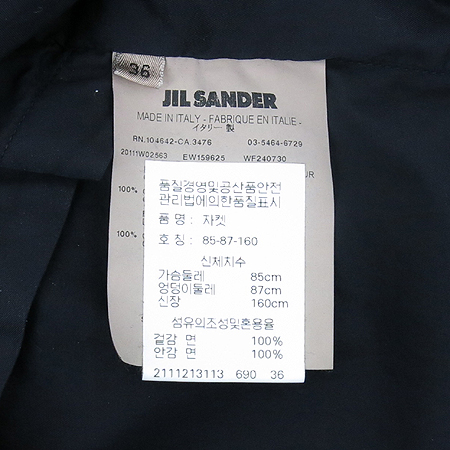 36
JIL SANDER
MADE IN ITALY - FABRIQUE EN ITALIE -
イタリー 製
RN.104642-CA.3476 03-5464-6729
20111W02563 EW159625 WF240730
100%
100%
품질경영및공산품안전
관리법에의한품질표시
품 명 : 자켓
호 칭 : 85-87-160
신체치수
가슴둘레 85cm
엉덩이둘레 87cm
신장 160cm
섬유의조성및혼용율
겉감 면 100%
안감 면 100%
2111213113 690 36